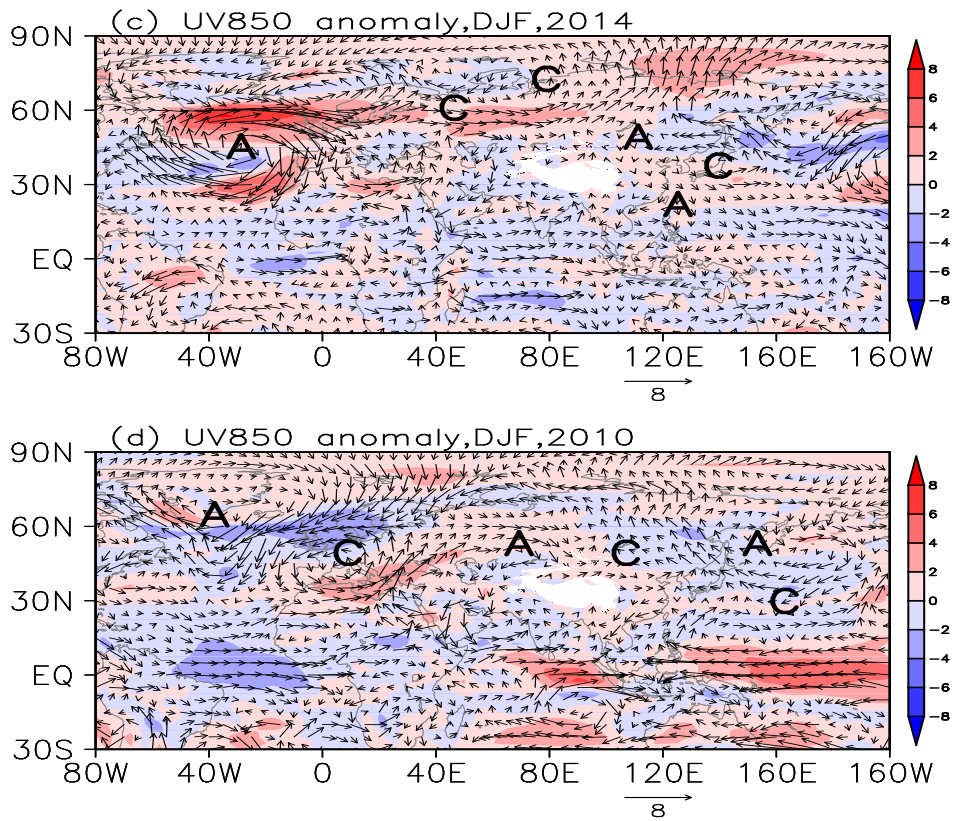 (c) UV850 anomaly,DJF,2014
90N
60N
30N
EQ
30S
C
C
A
A
C
A
80W 40W 0 40E 80E 120E 160E 160W
8
8
6
4
2
0
−2
−4
−6
−8
(d) UV850 anomaly,DJF,2010
90N
60N
30N
EQ
30S
A
C
A
C
A
C
80W 40W 0 40E 80E 120E 160E 160W
8
8
6
4
2
0
−2
−4
−6
−8